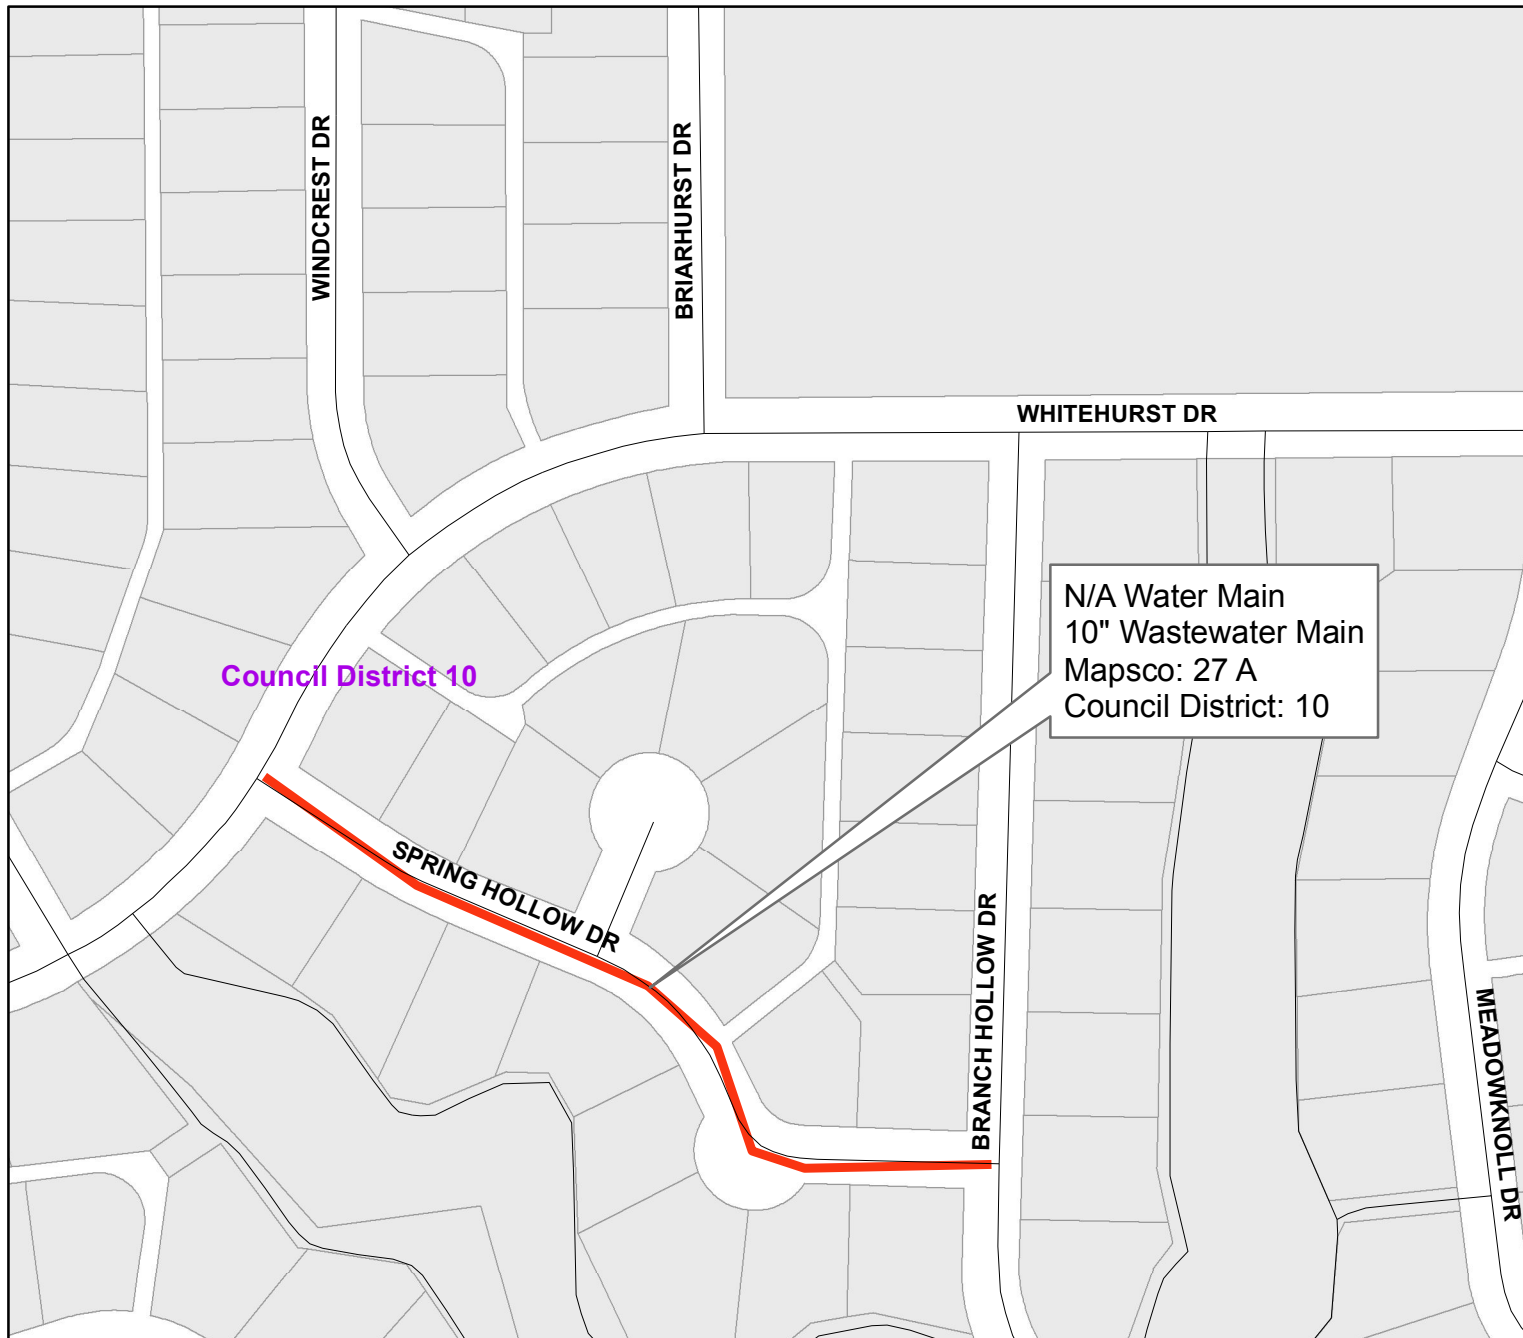 WINDCREST DR
BRIARHURST DR
WHITEHURST DR
N/A Water Main
10" Wastewater Main
Mapsco: 27 A
Council District: 10
Council District 10
SPRING HOLLOW DR
BRANCH HOLLOW DR
MEADOWKNOLL DR